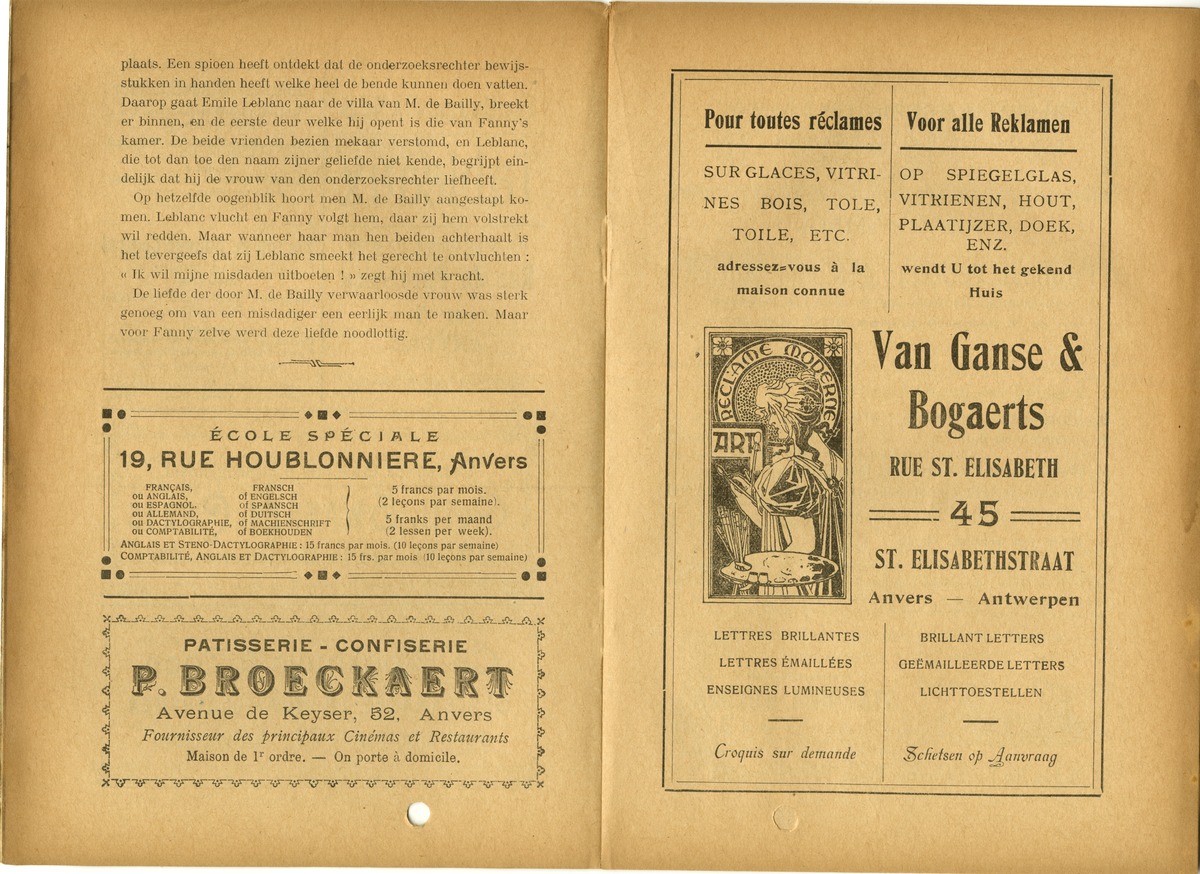 plaats. Een spioen heeft ontdekt dat de onderzoeksrechter bewijs-
stukken in handen heeft welke heel de bende kunnen doen vatten.
Daarop gaat Emile Leblanc naar de villa van M. de Bailly, breekt
er binnen, en de eerste deur welke hij opent is die van Fanny's
kamer. De beide vrienden bezien mekaar verstomd, en Leblanc,
die tot dan toe den naam zijner geliefde niet kende, begrijpt ein-
delijk dat hij de vrouw van den onderzoeksrechter liefheeft.
Op hetzelfde oogenblik hoort men M. de Bailly aangestapt ko-
men. Leblanc vlucht en Fanny volgt hem, daar zij hem volstrekt
wil redden. Maar wanneer haar man hen beiden achterhaalt is
het tevergeefs dat zij Leblanc smeekt het gerecht te ontvluchten :
« Ik wil mijne misdaden uitboeten ! » zegt hij met kracht.
De liefde der door M. de Bailly verwaarloosde vrouw was sterk
genoeg om van een misdadiger een eerlijk man te maken. Maar
voor Fanny zelve werd deze liefde noodlottig.
ÉCOLE SPÉCIALE
19, RUE HOUBLONNIERE, Anvers
FRANÇAIS, FRANSCH
ou ANGLAIS, of ENGELSCH
ou ESPAGNOL. of SPAANSCH
ou ALLEMAND, of DUITSCH
ou DACTYLOGRAPHIE, of MACHIENSCHRIFT
ou COMPTABILITÉ, of BOEKHOUDEN
5 francs par mois.
(2 leçons par semaine).
5 franks per maand
(2 lessen per week).
ANGLAIS ET STENO-DACTYLOGRAPHIE : 15 francs par mois. (10 leçons par semaine)
COMPTABILITÉ, ANGLAIS ET DACTYLOGRAPHIE : 15 frs. par mois (10 leçons par semaine)
PATISSERIE - CONFISERIE
P. BROECKAERT
Avenue de Keyser, 52, Anvers
Fournisseur des principaux Cinémas et Restaurants
Maison de 1r ordre. — On porte à domicile.
Pour toutes réclames
SUR GLACES, VITRI-
NES BOIS, TOLE,
TOILE, ETC.
adressez=vous à la
maison connue
Voor alle Reklamen
OP SPIEGELGLAS,
VITRIENEN, HOUT,
PLAATIJZER, DOEK,
ENZ.
wendt U tot het gekend
Huis
RECLAME MODERNE
ART
Van Ganse &
Bogaerts
RUE ST. ELISABETH
45
ST. ELISABETHSTRAAT
Anvers — Antwerpen
LETTRES BRILLANTES
LETTRES ÉMAILLÉES
ENSEIGNES LUMINEUSES
Croquis sur demande
BRILLANT LETTERS
GEËMAILLEERDE LETTERS
LICHTTOESTELLEN
Schetsen op Aanvraag